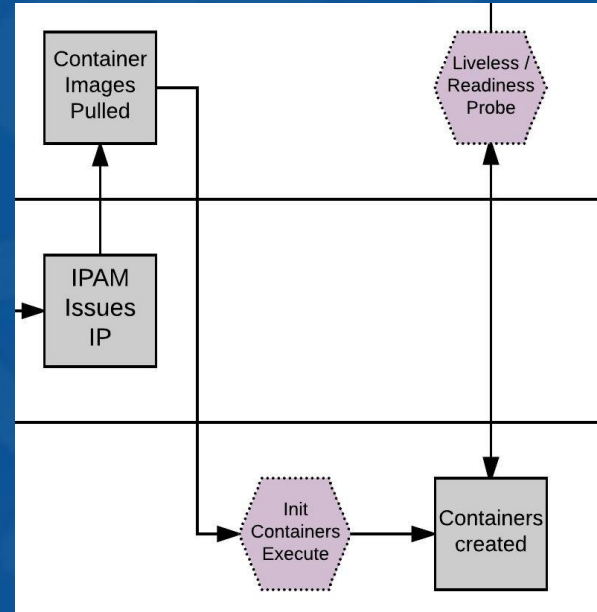 Container
Images
Pulled
Liveless /
Readiness
Probe
IPAM
Issues
IP
Init
Containers
Execute
Containers
created